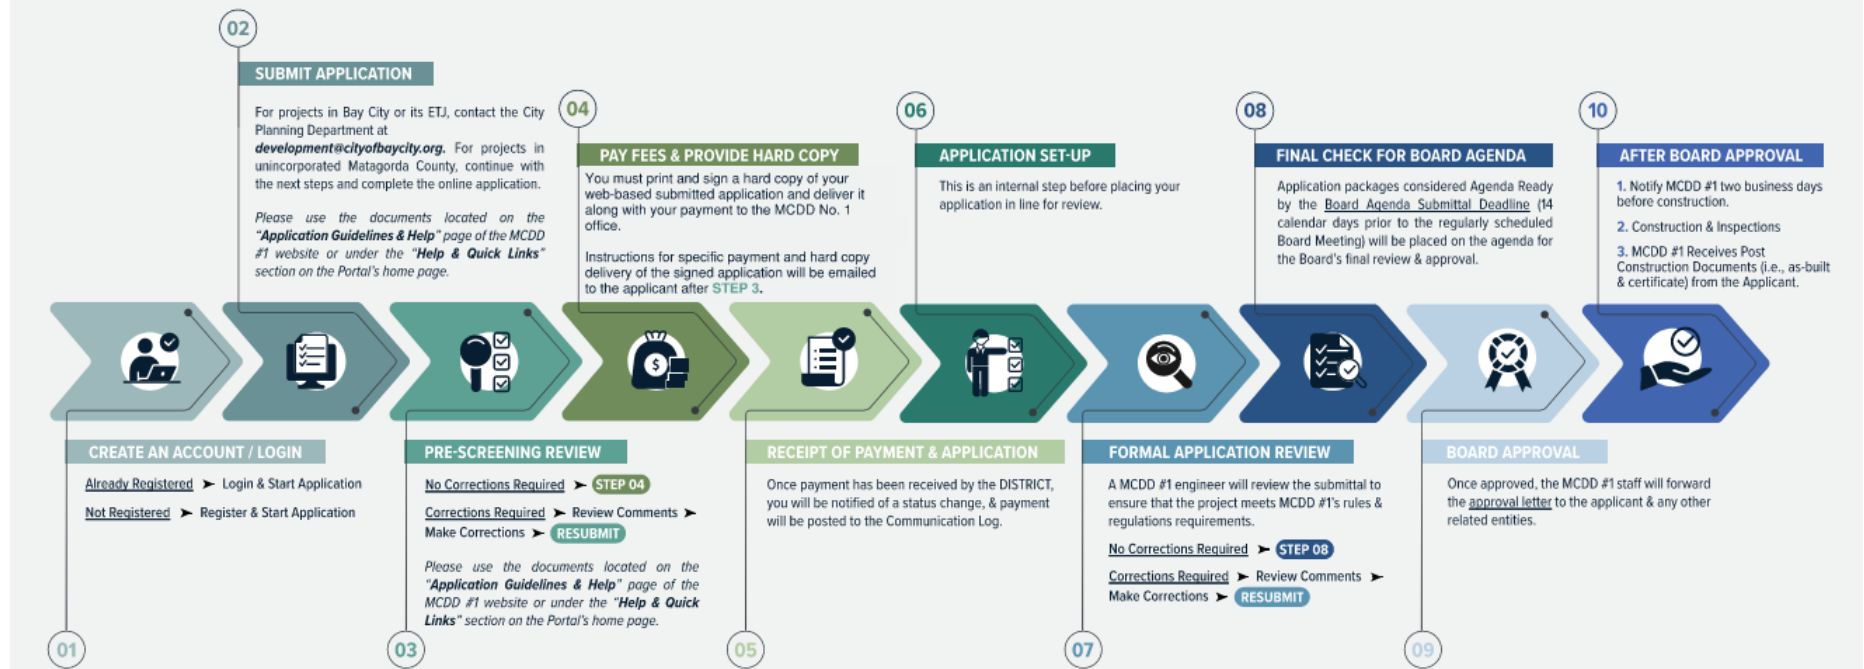 02
SUBMIT APPLICATION
For projects in Bay City or its ETJ, contact the City
Planning Department at
development@cityofbaycity.org. For projects in
unincorporated Matagorda County, continue with
the next steps and complete the online application.
Please use the documents located on the
“Application Guidelines & Help” page of the MCDD
#1 website or under the “Help & Quick Links”
section on the Portal's home page.
04
PAY FEES & PROVIDE HARD COPY
You must print and sign a hard copy of your
web-based submitted application and deliver it
along with your payment to the MCDD No. 1
office.
Instructions for specific payment and hard copy
delivery of the signed application will be emailed
to the applicant after STEP 3.
06
APPLICATION SET-UP
This is an internal step before placing your
application in line for review.
08
FINAL CHECK FOR BOARD AGENDA
Application packages considered Agenda Ready
by the Board Agenda Submittal Deadline (14
calendar days prior to the regularly scheduled
Board Meeting) will be placed on the agenda for
the Board's final review & approval.
10
AFTER BOARD APPROVAL
1. Notify MCDD #1 two business days
before construction.
2. Construction & Inspections
3. MCDD #1 Receives Post
Construction Documents (i.e., as-built
& certificate) from the Applicant.
$
CREATE AN ACCOUNT / LOGIN
Already Registered ➤ Login & Start Application
Not Registered ➤ Register & Start Application
01
PRE-SCREENING REVIEW
No Corrections Required ➤ STEP 04
Corrections Required ➤ Review Comments ➤
Make Corrections ➤ RESUBMIT
Please use the documents located on the
“Application Guidelines & Help” page of the
MCDD #1 website or under the “Help & Quick
Links” section on the Portal's home page.
03
RECEIPT OF PAYMENT & APPLICATION
Once payment has been received by the DISTRICT,
you will be notified of a status change, & payment
will be posted to the Communication Log.
05
FORMAL APPLICATION REVIEW
A MCDD #1 engineer will review the submittal to
ensure that the project meets MCDD #1's rules &
regulations requirements.
No Corrections Required ➤ STEP 08
Corrections Required ➤ Review Comments ➤
Make Corrections ➤ RESUBMIT
07
BOARD APPROVAL
Once approved, the MCDD #1 staff will forward
the approval letter to the applicant & any other
related entities.
09